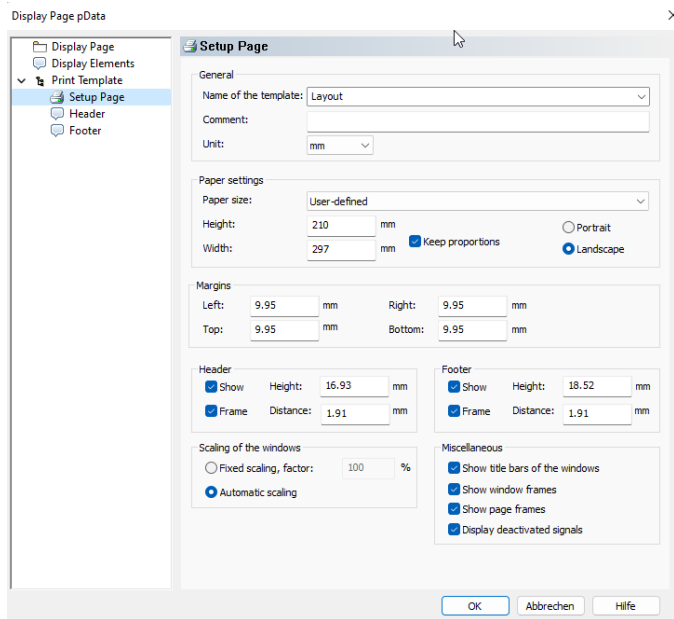 Display Page pData
Display Page
Display Elements
Print Template
Setup Page
Header
Footer
Setup Page
General
Name of the template: Layout
Comment:
Unit: mm
Paper settings
Paper size: User-defined
Height: 210 mm
Width: 297 mm
Keep proportions
Portrait
Landscape
Margins
Left: 9.95 mm Right: 9.95 mm
Top: 9.95 mm Bottom: 9.95 mm
Header
Show Height: 16.93 mm
Frame Distance: 1.91 mm
Footer
Show Height: 18.52 mm
Frame Distance: 1.91 mm
Scaling of the windows
Fixed scaling, factor: 100 %
Automatic scaling
Miscellaneous
Show title bars of the windows
Show window frames
Show page frames
Display deactivated signals
OK Abbrechen Hilfe